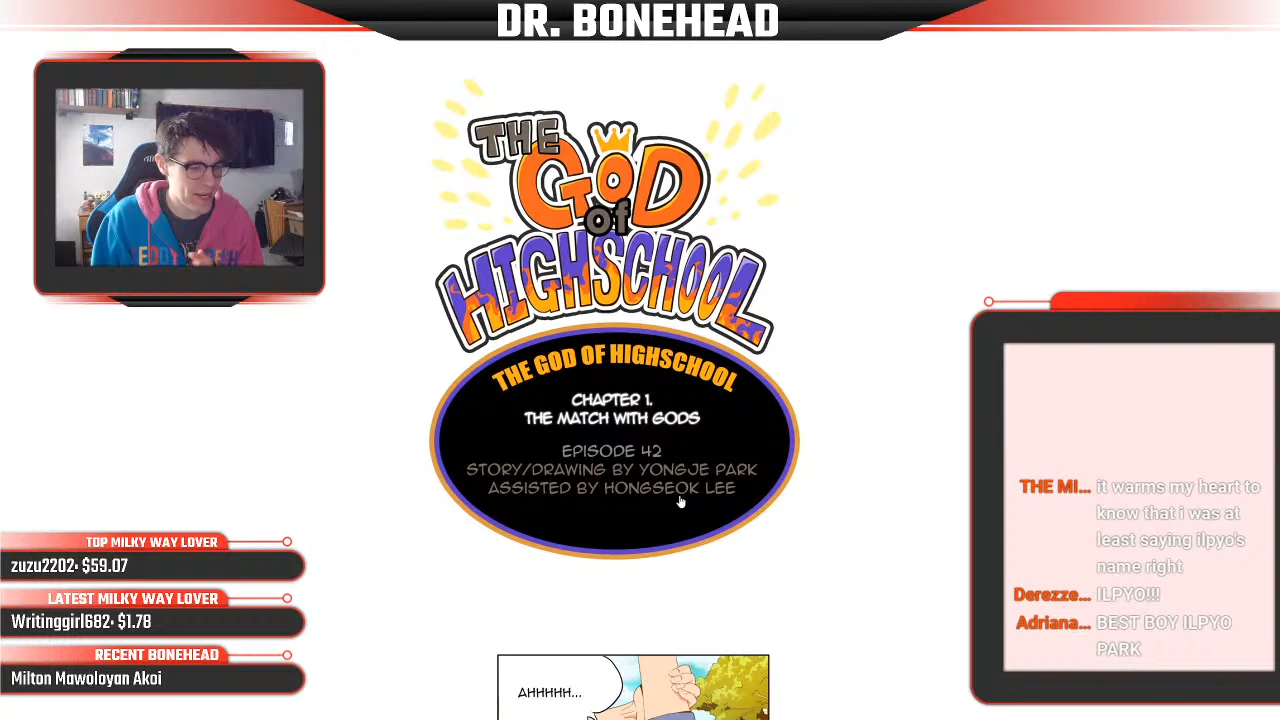 DR. BONEHEAD
THE
GOD
of
HIGHSCHOOL
THE GOD OF HIGHSCHOOL
CHAPTER 1.
THE MATCH WITH GODS
EPISODE 42
STORY/DRAWING BY YONGJE PARK
ASSISTED BY HONGSEOK LEE
TOP MILKY WAY LOVER
zuzu2202• $59.07
LATEST MILKY WAY LOVER
Writinggirl682• $1.78
RECENT BONEHEAD
Milton Mawoloyan Akoi
THE MI... it warms my heart to
know that i was at
least saying ilpyo's
name right
Derezze... ILPYO!!!
Adriana... BEST BOY ILPYO
PARK
AHHHHH...